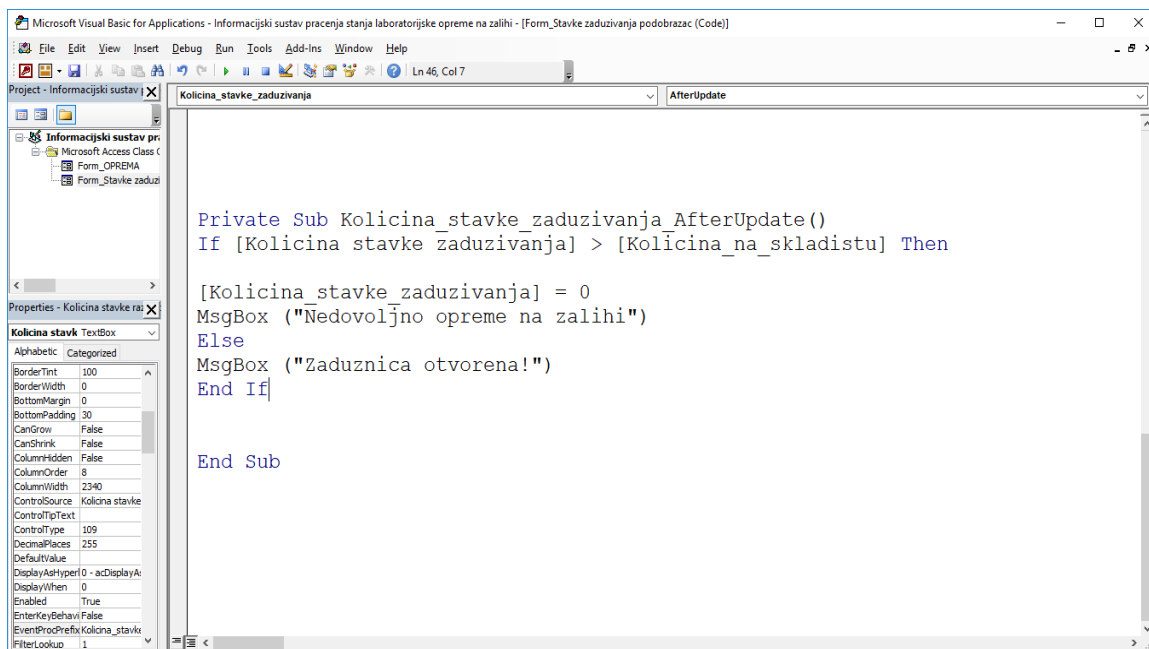 Microsoft Visual Basic for Applications - Informacijski sustav pracenja stanja laboratorijske opreme na zalihi - [Form_Stavke zaduzivanja podobrazac (Code)]
File Edit View Insert Debug Run Tools Add-Ins Window Help
Ln 46, Col 7
Project - Informacijski sustav
Kolicina_stavke_zaduzivanja
AfterUpdate
Informacijski sustav pra
Microsoft Access Class
Form_OPREMA
Form_Stavke zaduzi
Private Sub Kolicina_stavke_zaduzivanja_AfterUpdate()
If [Kolicina stavke zaduzivanja] > [Kolicina_na_skladistu] Then
[Kolicina_stavke_zaduzivanja] = 0
MsgBox ("Nedovoljno opreme na zalihi")
Else
MsgBox ("Zaduznica otvorena!")
End If
End Sub
Properties - Kolicina stavke raz
Kolicina stavk TextBox
Alphabetic Categorized
BorderTint 100
BorderWidth 0
BottomMargin 0
BottomPadding 30
CanGrow False
CanShrink False
ColumnHidden False
ColumnOrder 8
ColumnWidth 2340
ControlSource Kolicina stavke
ControlTipText
ControlType 109
DecimalPlaces 255
DefaultValue
DisplayAsHyperl 0 - acDisplayAs
DisplayWhen 0
Enabled True
EnterKeyBehavi False
EventProcPrefix Kolicina_stavke
FilterLookup 1